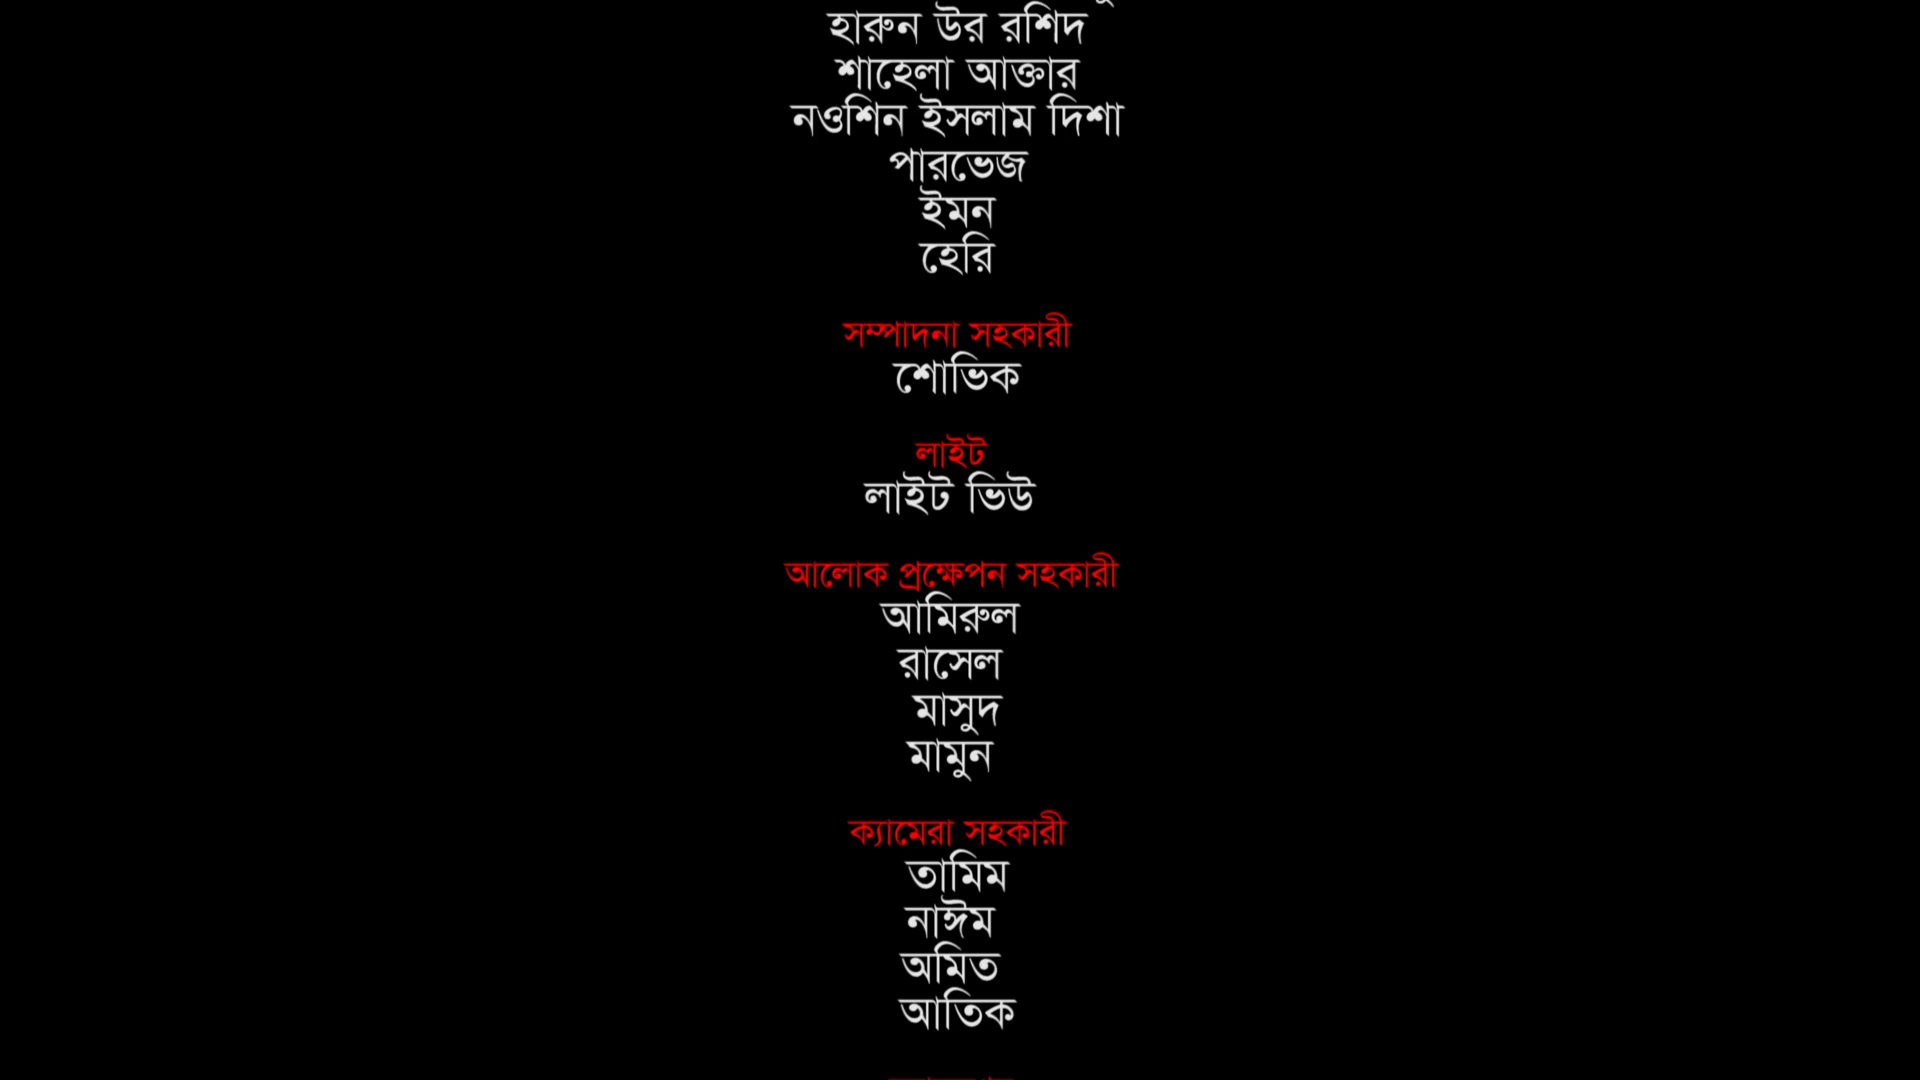 হারুন উর রশিদ
শাহেলা আক্তার
নওশিন ইসলাম দিশা
পারভেজ
ইমন
হেরি
সম্পাদনা সহকারী
শোভিক
লাইট
লাইট ভিউ
আলোক প্রক্ষেপন সহকারী
আমিরুল
রাসেল
মাসুদ
মামুন
ক্যামেরা সহকারী
তামিম
নাঈম
অমিত
আতিক